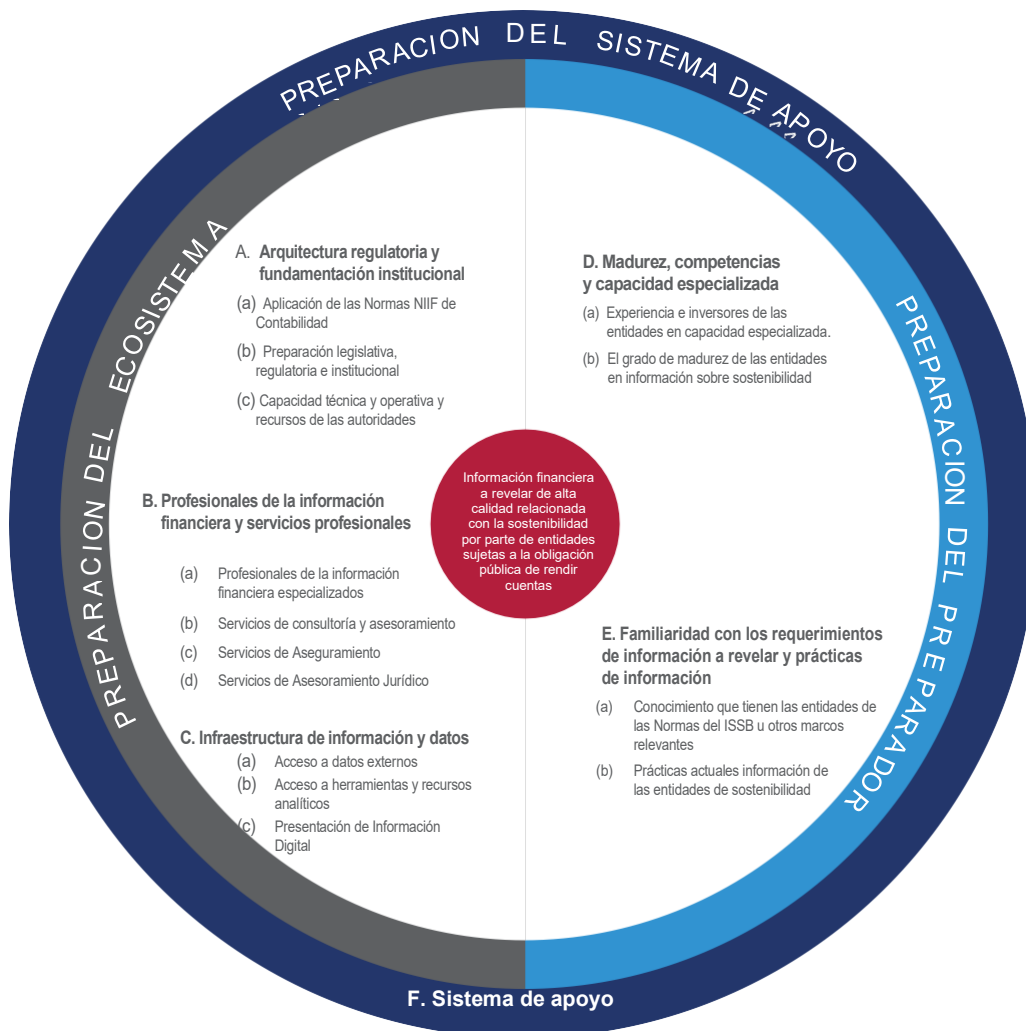 PREPARACION DEL SISTEMA DE APOYO
PREPARACION DEL ECOSISTEMA
A. Arquitectura regulatoria y
fundamentación institucional
(a) Aplicación de las Normas NIIF de
Contabilidad
(b) Preparación legislativa,
regulatoria e institucional
(c) Capacidad técnica y operativa y
recursos de las autoridades
B. Profesionales de la información
financiera y servicios profesionales
(a) Profesionales de la información
financiera especializados
(b) Servicios de consultoría y asesoramiento
(c) Servicios de Aseguramiento
(d) Servicios de Asesoramiento Jurídico
C. Infraestructura de información y datos
(a) Acceso a datos externos
(b) Acceso a herramientas y recursos
analíticos
(c) Presentación de Información
Digital
Información financiera
a revelar de alta
calidad relacionada
con la sostenibilidad
por parte de entidades
sujetas a la obligación
pública de rendir
cuentas
PREPARACION DEL PREPARADOR
D. Madurez, competencias
y capacidad especializada
(a) Experiencia e inversores de las
entidades en capacidad especializada.
(b) El grado de madurez de las entidades
en información sobre sostenibilidad
E. Familiaridad con los requerimientos
de información a revelar y prácticas
de información
(a) Conocimiento que tienen las entidades de
las Normas del ISSB u otros marcos
relevantes
(b) Prácticas actuales información de
las entidades de sostenibilidad
F. Sistema de apoyo